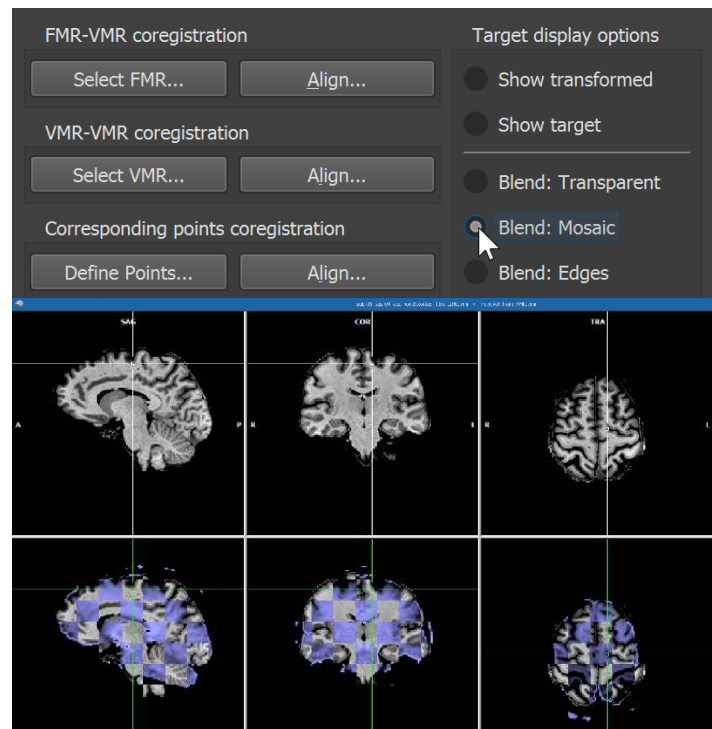 FMR-VMR coregistration
Target display options
Select FMR...
Align...
Show transformed
Show target
VMR-VMR coregistration
Select VMR...
Align...
Blend: Transparent
Corresponding points coregistration
Blend: Mosaic
Define Points...
Align...
Blend: Edges
SAG
COR
TRA
A
P
R
L
R
L